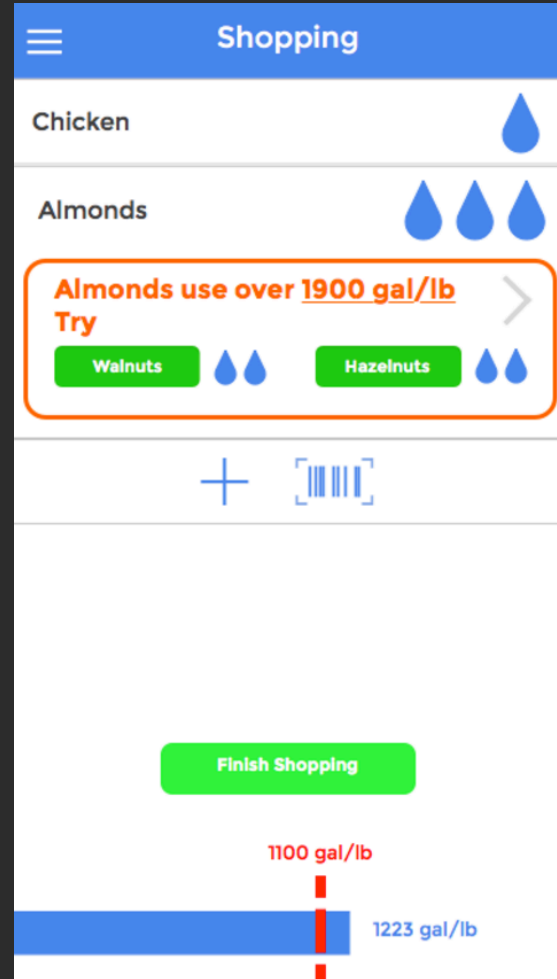 Shopping
Chicken
Almonds
Almonds use over 1900 gal/lb
Try
Walnuts
Hazelnuts
Finish Shopping
1100 gal/lb
1223 gal/lb